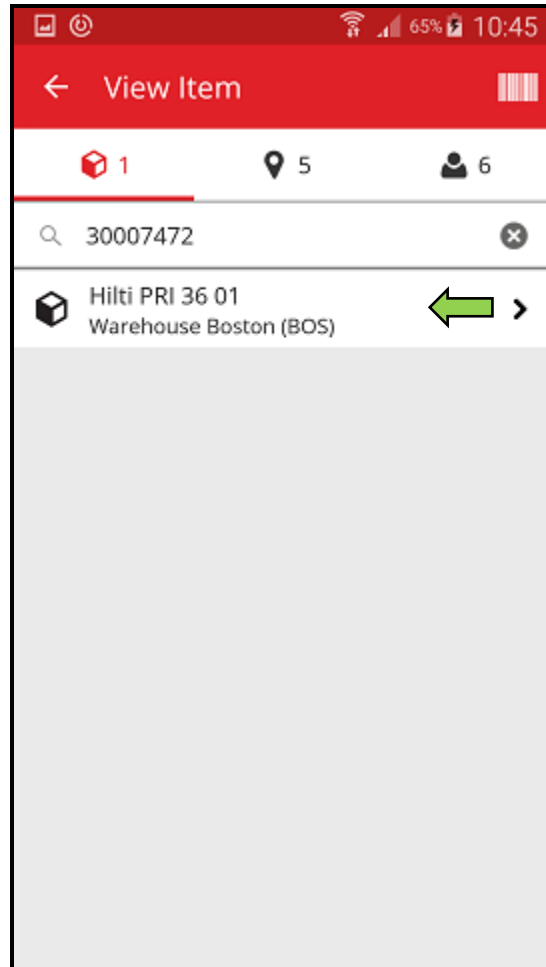 65% 10:45
View Item
1 5 6
30007472
Hilti PRI 36 01
Warehouse Boston (BOS)